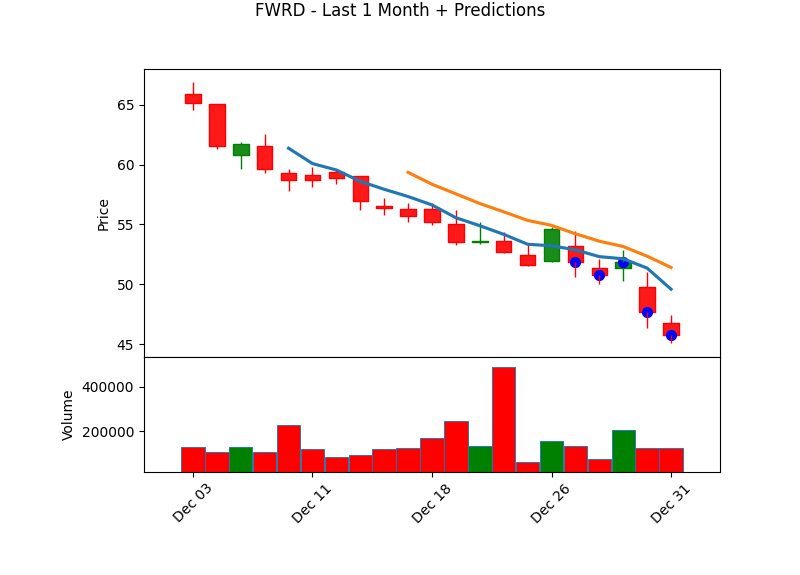 FWRD - Last 1 Month + Predictions
Price
65
60
55
50
45
Volume
400000
200000
Dec 03
Dec 11
Dec 18
Dec 26
Dec 31